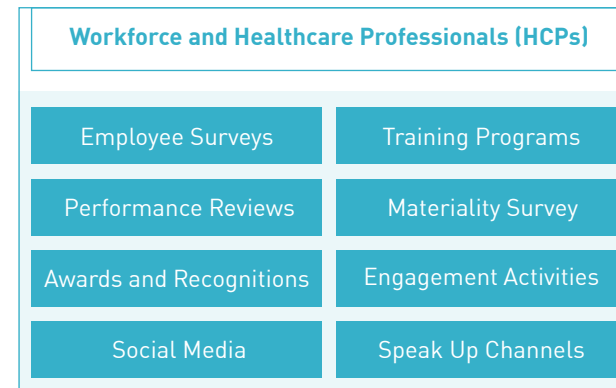 Workforce and Healthcare Professionals (HCPs)
Employee Surveys
Training Programs
Performance Reviews
Materiality Survey
Awards and Recognitions
Engagement Activities
Social Media
Speak Up Channels